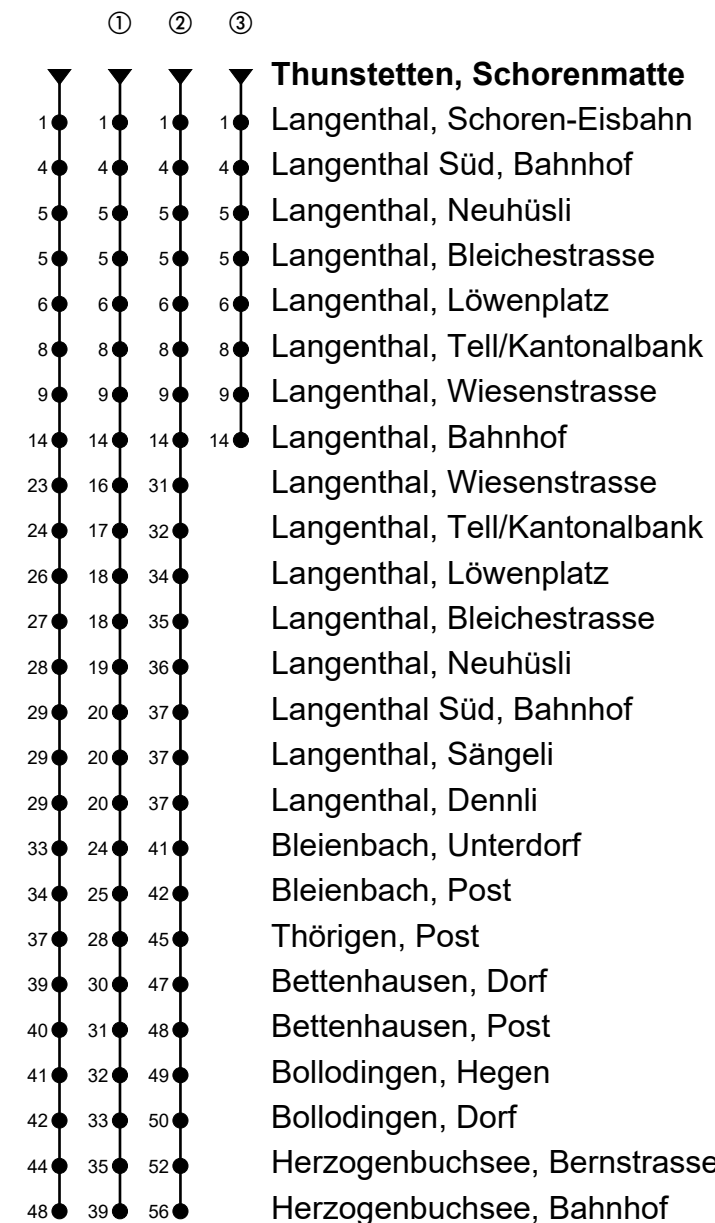 ① ② ③
Thunstetten, Schorenmatte
1 1 1 1 Langenthal, Schoren-Eisbahn
4 4 4 4 Langenthal Süd, Bahnhof
5 5 5 5 Langenthal, Neuhüsli
5 5 5 5 Langenthal, Bleichestrasse
6 6 6 6 Langenthal, Löwenplatz
8 8 8 8 Langenthal, Tell/Kantonalbank
9 9 9 9 Langenthal, Wiesenstrasse
14 14 14 14 Langenthal, Bahnhof
23 16 31 Langenthal, Wiesenstrasse
24 17 32 Langenthal, Tell/Kantonalbank
26 18 34 Langenthal, Löwenplatz
27 18 35 Langenthal, Bleichestrasse
28 19 36 Langenthal, Neuhüsli
29 20 37 Langenthal Süd, Bahnhof
29 20 37 Langenthal, Sängeli
29 20 37 Langenthal, Dennli
33 24 41 Bleienbach, Unterdorf
34 25 42 Bleienbach, Post
37 28 45 Thörigen, Post
39 30 47 Bettenhausen, Dorf
40 31 48 Bettenhausen, Post
41 32 49 Bollodingen, Hegen
42 33 50 Bollodingen, Dorf
44 35 52 Herzogenbuchsee, Bernstrasse
48 39 56 Herzogenbuchsee, Bahnhof